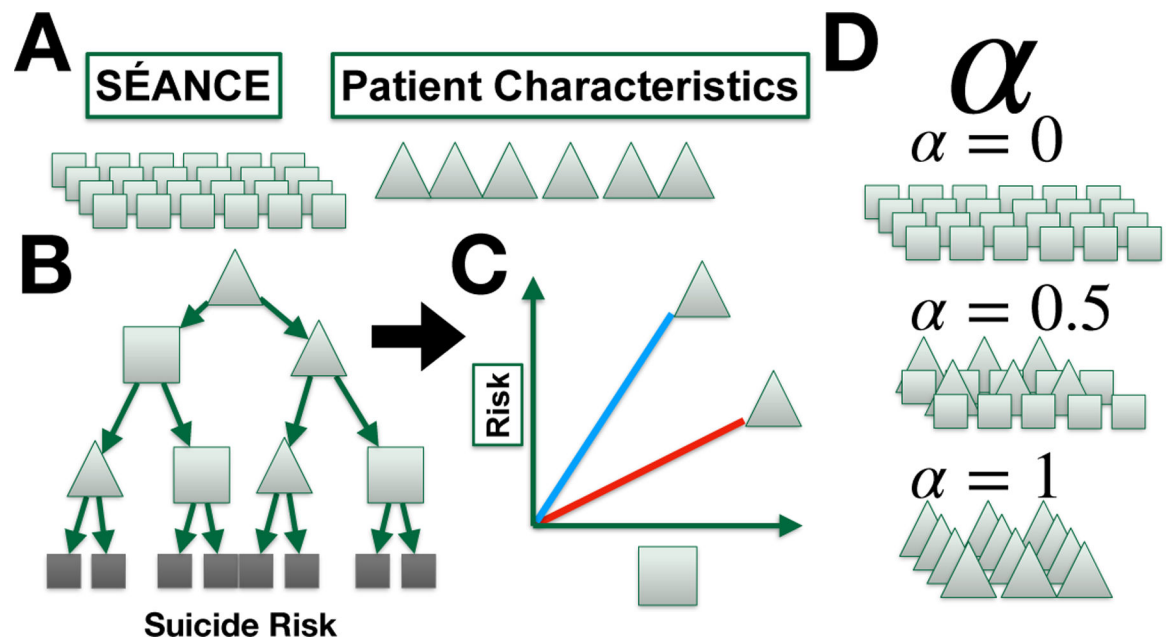 A
SÉANCE
Patient Characteristics
B
Suicide Risk
C
Risk
D
α
α = 0
α = 0.5
α = 1